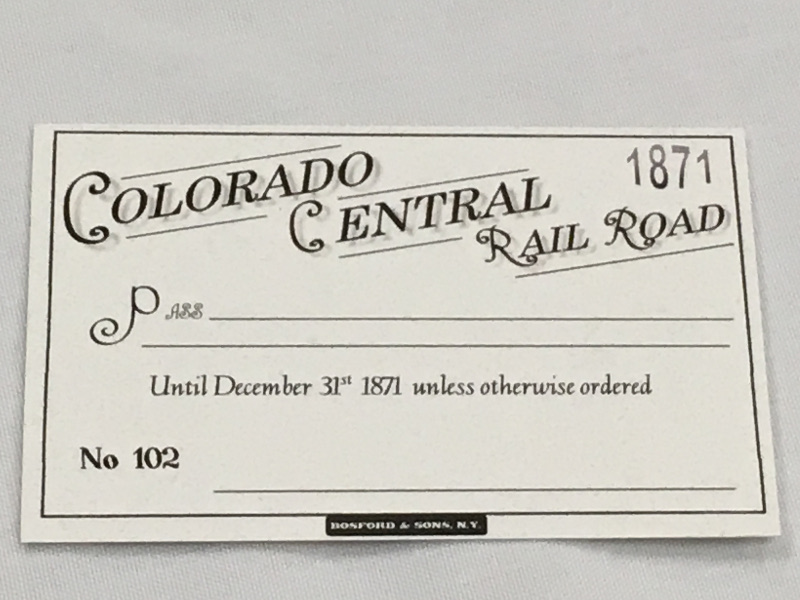 COLORADO
CENTRAL
RAIL ROAD
1871
Pass
Until December 31st 1871 unless otherwise ordered
No 102
BOSFORD & SONS, N.Y.